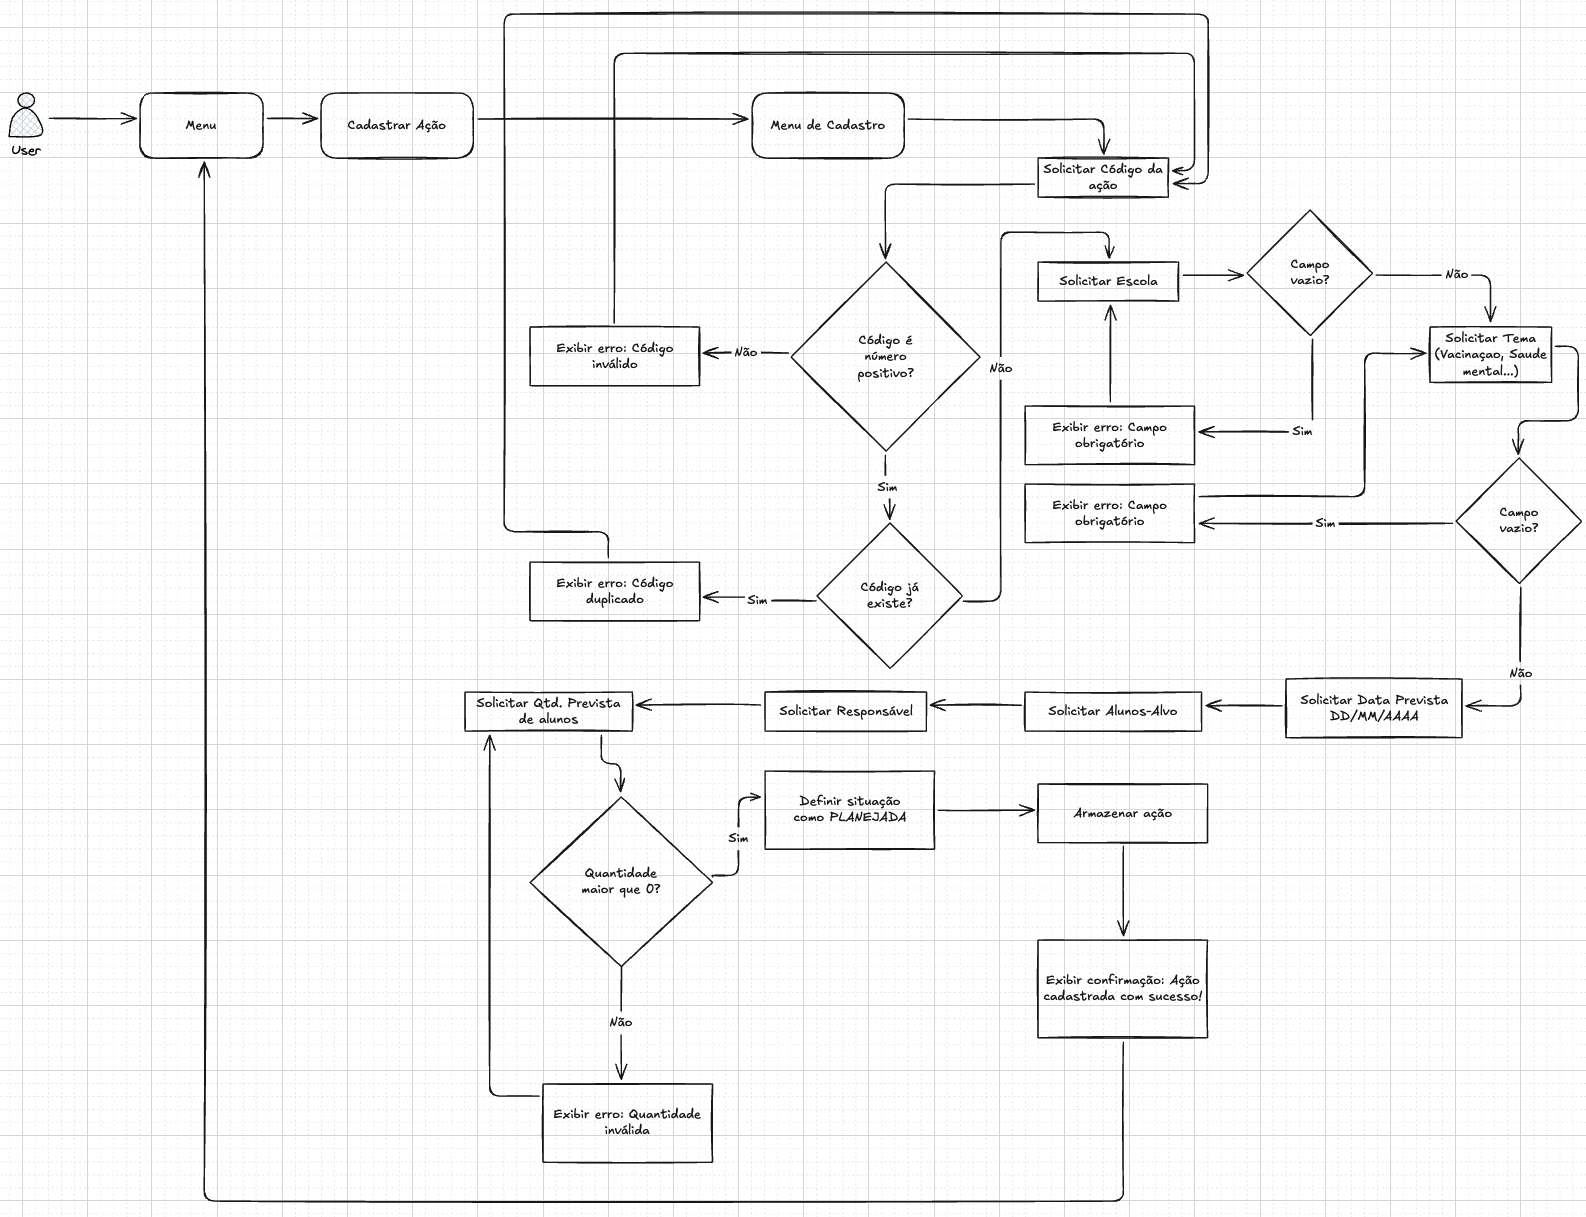 User
Menu
Cadastrar Ação
Menu de Cadastro
Solicitar Código da
ação
Código é
número
positivo?
Não
Exibir erro: Código
inválido
Sim
Código já
existe?
Sim
Exibir erro: Código
duplicado
Não
Solicitar Escola
Campo
vazio?
Sim
Exibir erro: Campo
obrigatório
Não
Solicitar Tema
(Vacinaçao, Saude
mental...)
Campo
vazio?
Sim
Exibir erro: Campo
obrigatório
Não
Solicitar Data Prevista
DD/MM/AAAA
Solicitar Alunos-Alvo
Solicitar Responsável
Solicitar Qtd. Prevista
de alunos
Quantidade
maior que 0?
Não
Exibir erro: Quantidade
inválida
Sim
Definir situação
como PLANEJADA
Armazenar ação
Exibir confirmação: Ação
cadastrada com sucesso!